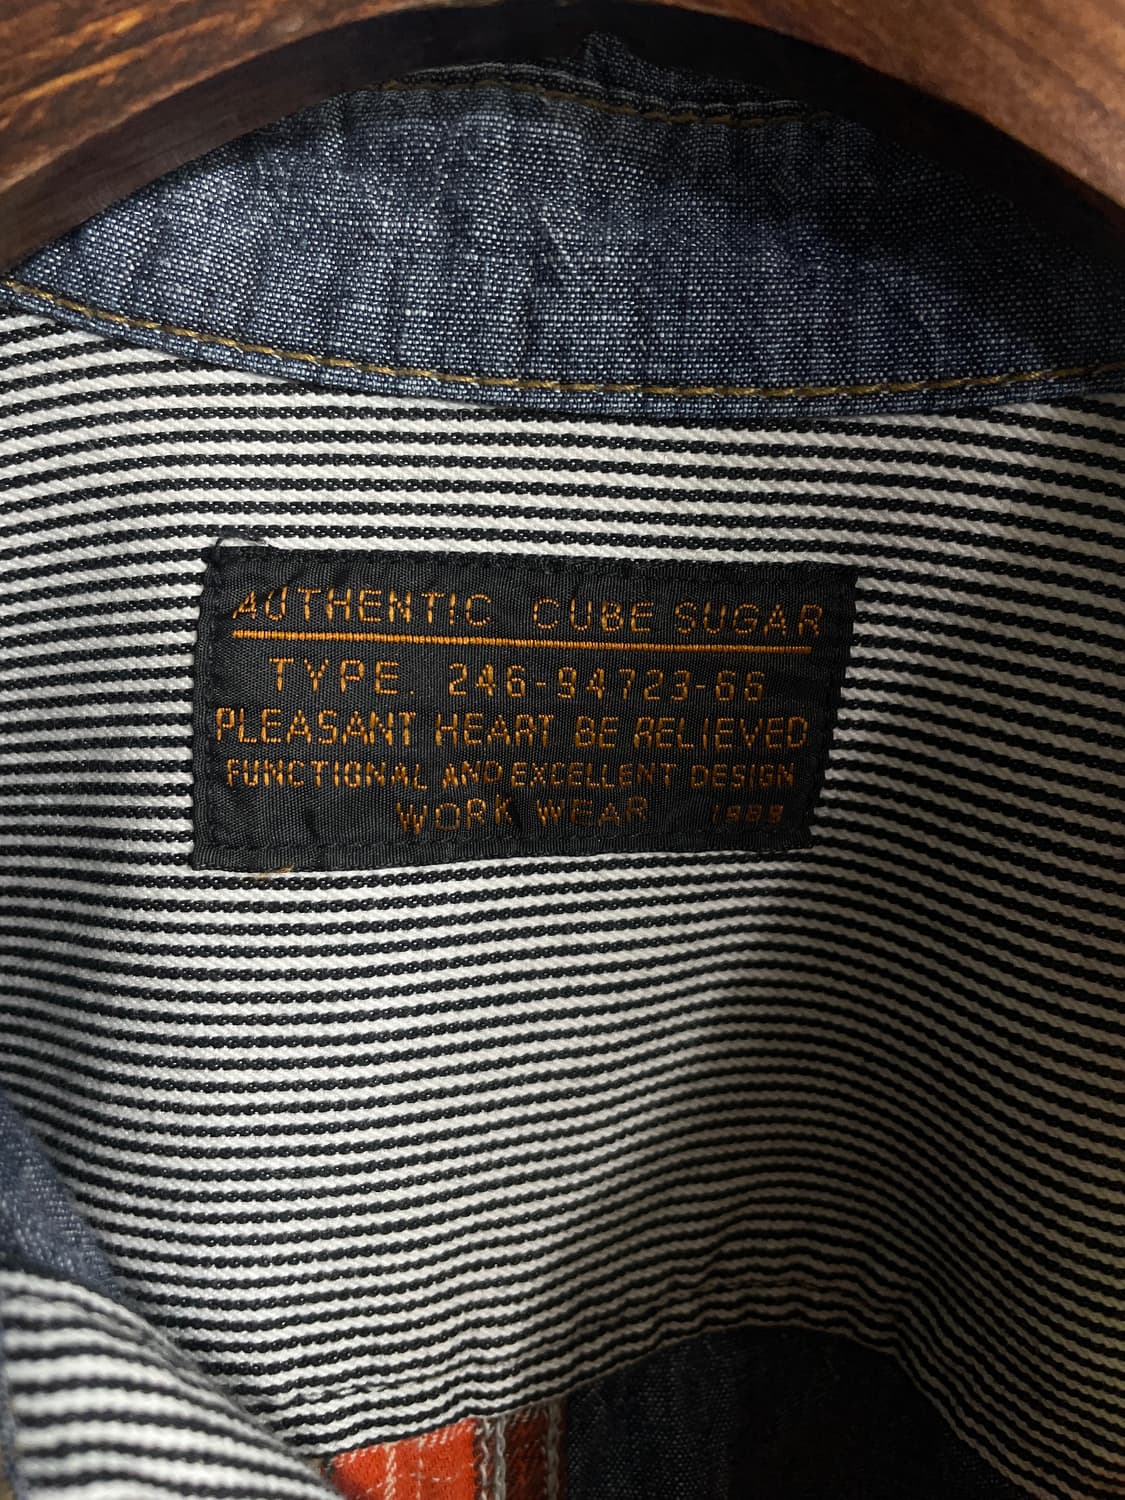 AUTHENTIC CUBE SUGAR
TYPE. 246-94723-66
PLEASANT HEART BE RELIEVED
FUNCTIONAL AND EXCELLENT DESIGN
WORK WEAR